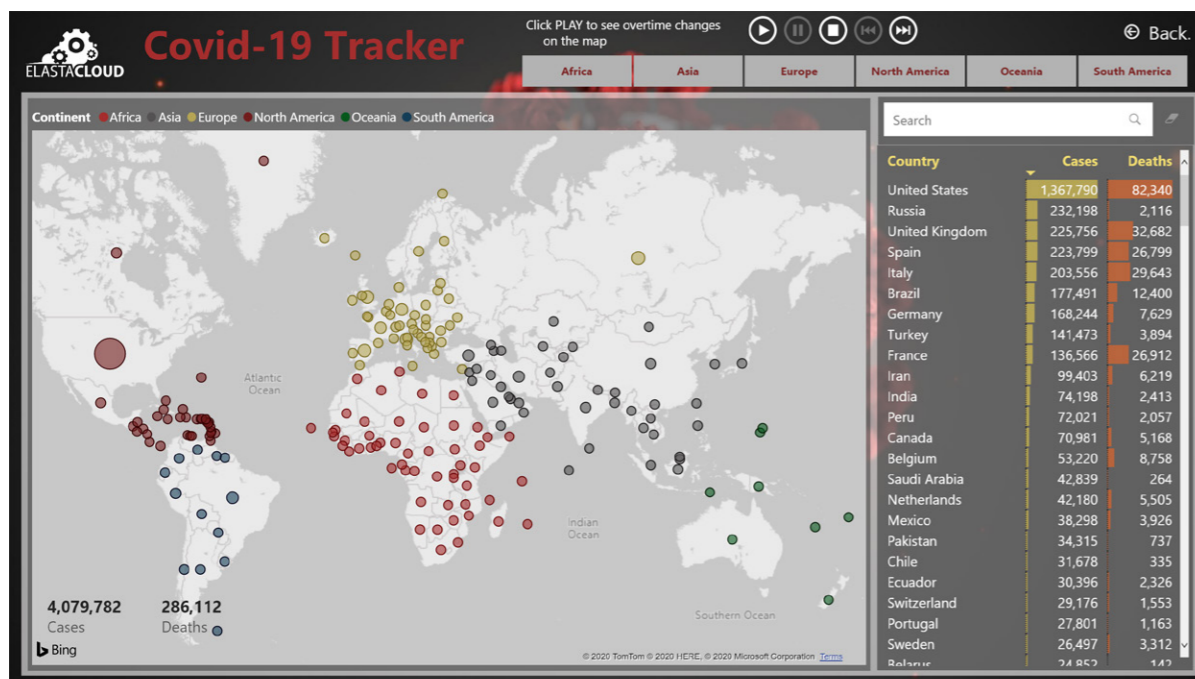 ELASTACLOUD
Covid-19 Tracker
Click PLAY to see overtime changes
on the map
Back.
Africa Asia Europe North America Oceania South America
Continent Africa Asia Europe North America Oceania South America
Atlantic
Ocean
Indian
Ocean
Southern Ocean
4,079,782 286,112
Cases Deaths
Bing
© 2020 TomTom © 2020 HERE, © 2020 Microsoft Corporation Terms
Search
Country Cases Deaths
United States 1,367,790 82,340
Russia 232,198 2,116
United Kingdom 225,756 32,682
Spain 223,799 26,799
Italy 203,556 29,643
Brazil 177,491 12,400
Germany 168,244 7,629
Turkey 141,473 3,894
France 136,566 26,912
Iran 99,403 6,219
India 74,198 2,413
Peru 72,021 2,057
Canada 70,981 5,168
Belgium 53,220 8,758
Saudi Arabia 42,839 264
Netherlands 42,180 5,505
Mexico 38,298 3,926
Pakistan 34,315 737
Chile 31,678 335
Ecuador 30,396 2,326
Switzerland 29,176 1,553
Portugal 27,801 1,163
Sweden 26,497 3,312
Belarus 24,852 142